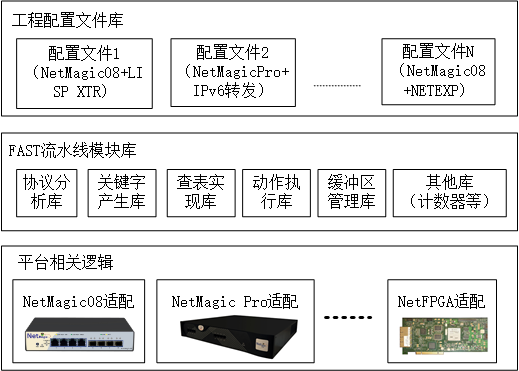 工程配置文件库
配置文件1
(NetMagic08+LI
SP XTR)
配置文件2
(NetMagicPro+
IPv6转发)
配置文件N
(NetMagic08
+NETEXP)
FAST流水线模块库
协议分
析库
关键字
产生库
查表实
现库
动作执
行库
缓冲区
管理库
其他库
(计数器等)
平台相关逻辑
NetMagic08适配
NetMagic Pro适配
NetFPGA适配